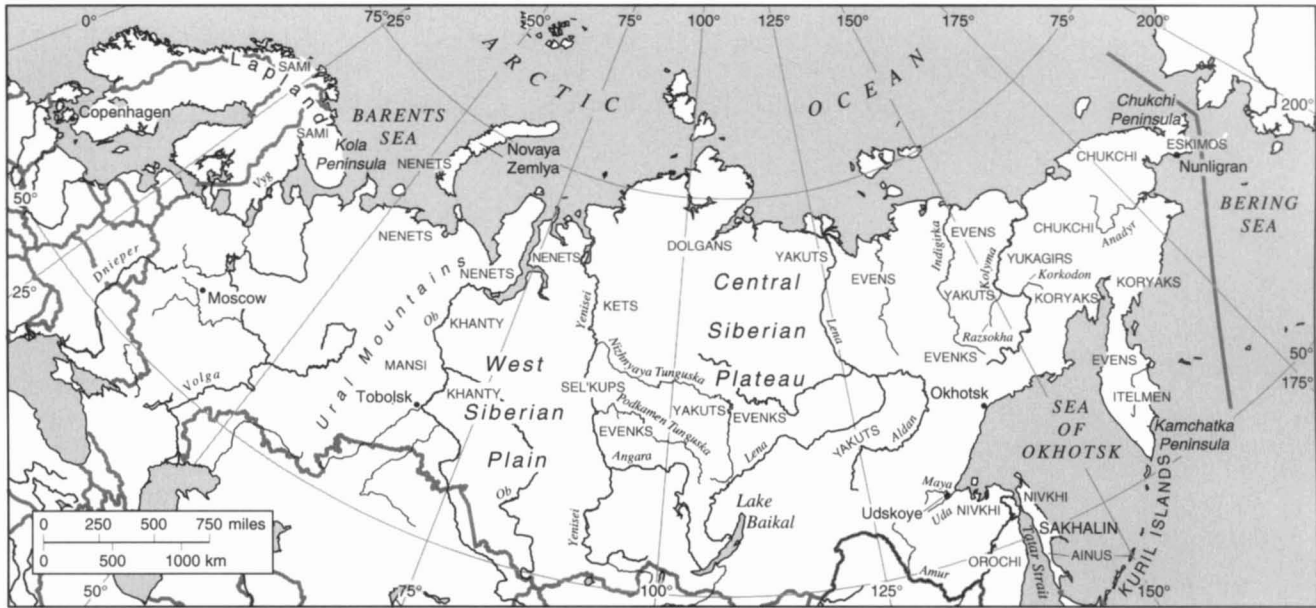 0°
75°
25°
50°
50°
75°
100°
125°
150°
75°
175°
200°
200°
ARCTIC OCEAN
Lapland
SAMI
Copenhagen
SAMI
Kola
Peninsula
BARENTS
SEA
NENETS
Novaya
Zemlya
Vyg
50°
Dnieper
25°
Moscow
Volga
NENETS
NENETS
NENETS
Ural Mountains
Ob
KHANTY
MANSI
Tobolsk
KHANTY
West
Siberian
Plain
Ob
DOLGANS
YAKUTS
Central
Siberian
Plateau
KETS
Yenisei
Nizhnyaya Tunguska
SEL'KUPS
Podkamen Tunguska
YAKUTS
EVENKS
EVENKS
Angara
Yenisei
Lena
Lena
Lake
Baikal
YAKUTS
Aldan
EVENS
Indigirka
EVENS
Kolyma
YAKUTS
Razsokha
EVENKS
YUKAGIRS
Korkodon
KORYAKS
CHUKCHI
Anadyr
CHUKCHI
Chukchi
Peninsula
ESKIMOS
Nunligran
BERING
SEA
KORYAKS
EVENS
ITELMEN
50°
175°
Kamchatka
Peninsula
Okhotsk
SEA
OF
OKHOTSK
Maya
Udskoye
Uda
NIVKHI
NIVKHI
SAKHALIN
AINUS
OROCHI
Tatar Strait
KURIL ISLANDS
Amur
0 250 500 750 miles
0 500 1000 km
50°
75°
100°
125°
150°